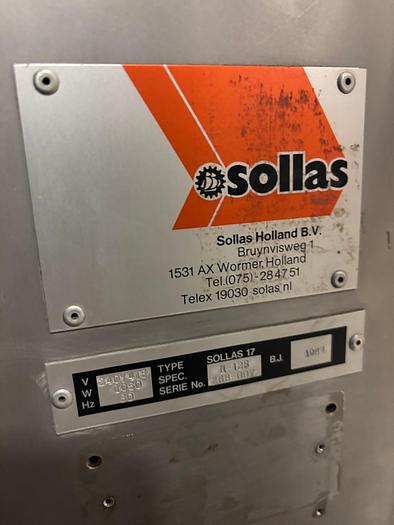 sollas
Sollas Holland B.V.
Bruynvisweg 1
1531 AX Wormer, Holland
Tel.(075)-284751
Telex 19030 solas nl
V
W
Hz
TYPE SOLLAS 17
SPEC.
SERIE No.
B.J.